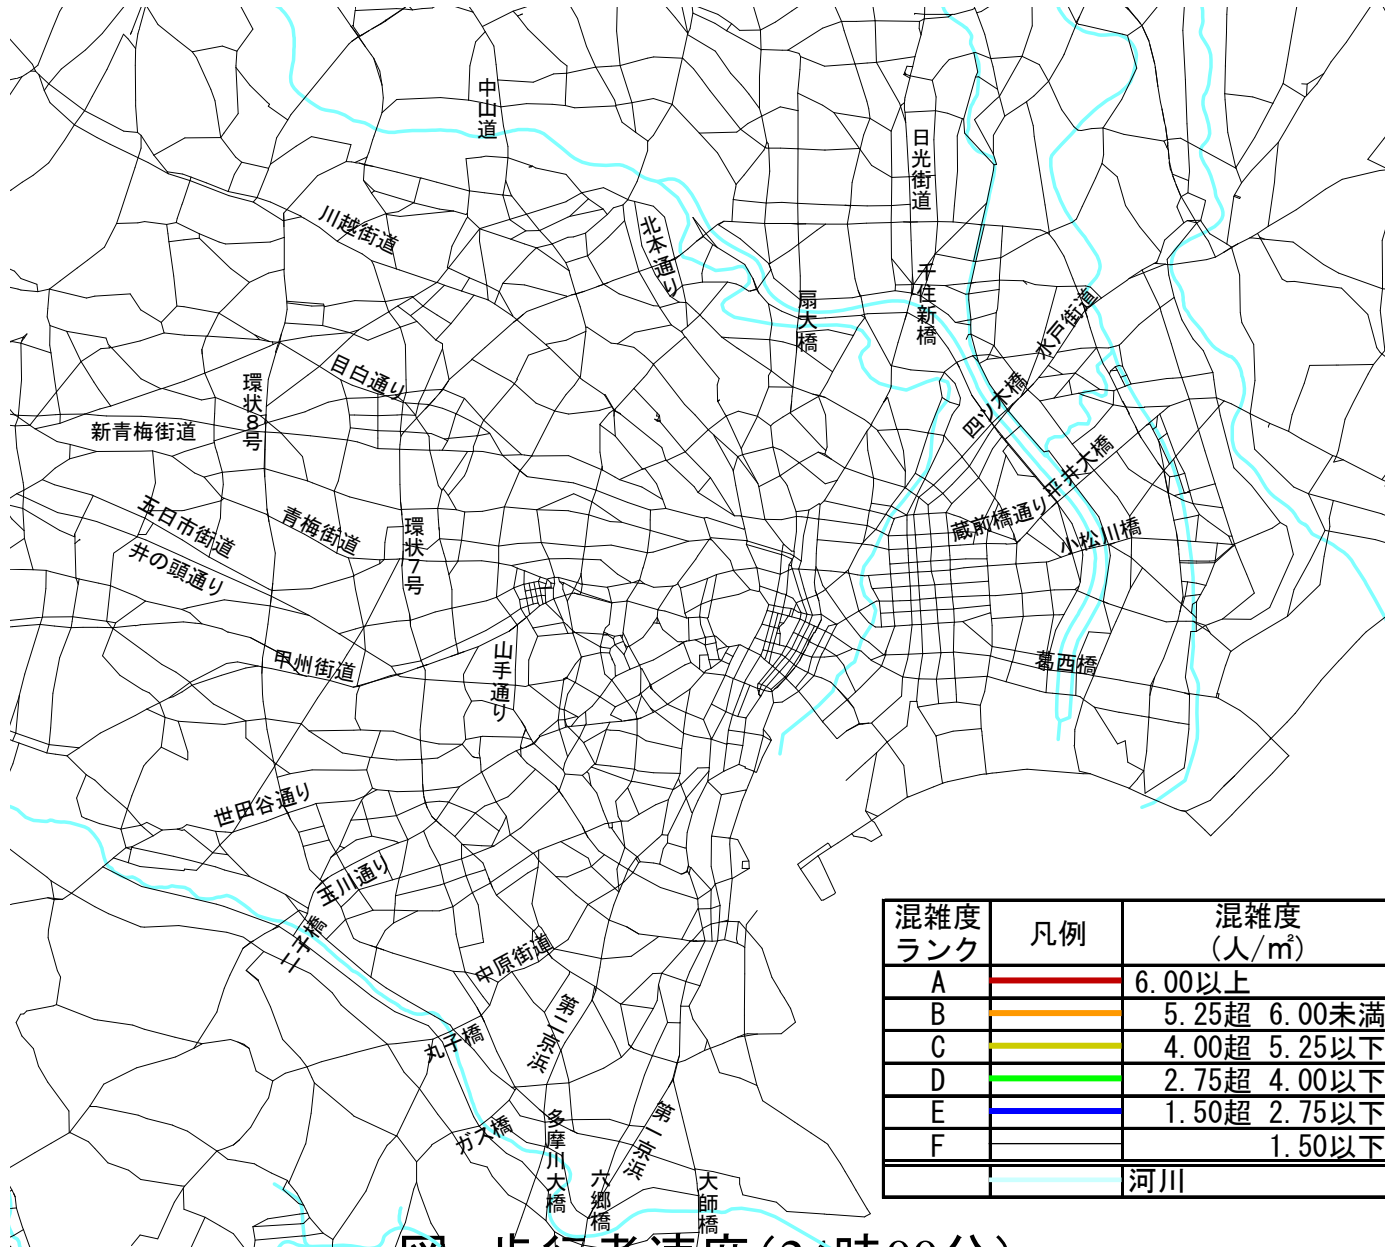 中山道
日光街道
川越街道
北本通り
千住新橋
扇大橋
水戸街道
目白通り
環状8号
四ツ木橋
新青梅街道
平井大橋
五日市街道
青梅街道
環状7号
蔵前橋通り
小松川橋
井の頭通り
甲州街道
山手通り
葛西橋
世田谷通り
玉川通り
二子橋
中原街道
第二京浜
丸子橋
ガス橋
多摩川大橋
第一京浜
六郷橋
大師橋
混雑度ランク 凡例 混雑度(人/㎡)
A 6.00以上
B 5.25超 6.00未満
C 4.00超 5.25以下
D 2.75超 4.00以下
E 1.50超 2.75以下
F 1.50以下
河川